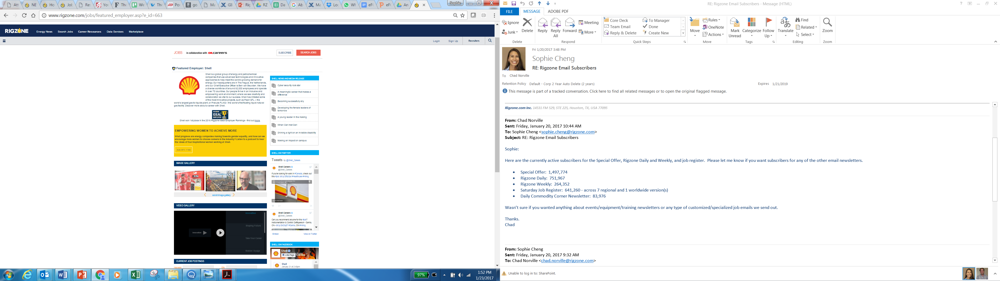 Att
NE
Ho
Job
Res
You
The
We
The
Por
go
Ma
GIC
Rig
RZ
Dat
G Ab
Ma
Log
Wh
eFC
eFC
An
Sophie
www.rigzone.com/jobs/featured_employer.asp?e_id=663
RIGZONE Energy News Search Jobs Career Resources Data Services Marketplace
Login Sign Up Recruiters
JOBS in collaboration with OILCAREERS SUBSCRIBE SEARCH JOBS
Featured Employer: Shell
Shell is a global group of energy and petrochemical
companies that use advanced technologies and innovative
approaches to help meet the world's growing demand for
energy. Our headquarters are in The Hague, the Netherlands,
and our Chief Executive Officer is Ben van Beurden. We have
a diverse workforce of around 92,000 employees and operate
in over 70 countries. Our people thrive in an inclusive and
empowering work environment, where we see creativity and
collaboration as vital to our success. Shell has initiated some
of the most innovative projects, such as Pearl GTL – the
world's largest gas-to-liquids plant, or Prelude FLNG – the world's first floating liquid natural
gas facility. Discover more about a career with Shell.
RIGZONE
IDEAL
EMPLOYER
Shell won 1st place in the 2016 Rigzone Ideal Employer Rankings - find out more.
EMPOWERING WOMEN TO ACHIEVE MORE
What progress are energy companies making towards gender equality, and how can we
encourage more women to choose careers in the industry? Listen to a podcast to hear
the views of four inspirational women working at Shell.
IMAGE GALLERY
scroll image gallery
VIDEO GALLERY
Innovation
Shaping Future
Innovation
Take Your Career
Maiden Voyage
CURRENT JOB POSTINGS
Keyword City
SHELL NEWS AND MEDIA RELEASE
Cyber security rock star
A meaningful career that makes a
difference
Becoming successfully shy
Developing the female leaders of
tomorrow
A young leader in the making
When Ceri met Ceri
Shining a light on an invisible disability
Making an impact on campus
SHELL ON TWITTER
Tweets by @Shell_Careers
Shell Careers
@Shell_Careers
If you're looking for work in #Canada, check out
this #job: #Healthcare #Hiring
Shell Careers
@Shell_Careers
Can you recommend anyone for this #job?
Instrumentation & Control Craftsperson - Sarnia,
ON - #Sarnia, ON #Hiring
Embed View on Twitter
SHELL ON FACEBOOK
Shell
Like Page
Shell
January 21 at 2:40pm
97%
1:52 PM
1/23/2017
RE: Rigzone Email Subscribers - Message (HTML)
FILE MESSAGE ADOBE PDF
Ignore
Junk
Delete
Reply
Reply
All
Forward
Meeting
More
Core Deck To Manager
Team Email Done
Reply & Delete Create New
Move
Rules
OneNote
Actions
Mark
Unread
Categorize
Follow
Up
Translate
Find
Related
Select
Zoom
Delete Respond Quick Steps Move Tags Editing Zoom
Fri 1/20/2017 3:48 PM
Sophie Cheng
RE: Rigzone Email Subscribers
To Chad Norville
Retention Policy Default - Corp 2 Year Auto Delete (2 years) Expires 1/21/2019
This message is part of a tracked conversation. Click here to find all related messages or to open the original flagged message.
Rigzone.com Inc. 14531 FM 529, STE 225, Houston, TX, USA 77095
From: Chad Norville
Sent: Friday, January 20, 2017 10:44 AM
To: Sophie Cheng <sophie.cheng@rigzone.com>
Subject: RE: Rigzone Email Subscribers
Sophie:
Here are the currently active subscribers for the Special Offer, Rigzone Daily and Weekly, and job register. Please let me know if you want subscribers for any of the other email newsletters.
• Special Offer: 1,497,774
• Rigzone Daily: 751,967
• Rigzone Weekly: 264,352
• Saturday Job Register: 641,260 - across 7 regional and 1 worldwide version(s)
• Daily Commodity Corner Newsletter: 83,976
Wasn't sure if you wanted anything about events/equipment/training newsletters or any type of customized/specialized job emails we send out.
Thanks.
Chad
From: Sophie Cheng
Sent: Friday, January 20, 2017 9:32 AM
To: Chad Norville <chad.norville@rigzone.com>
Unable to log in to: SharePoint.